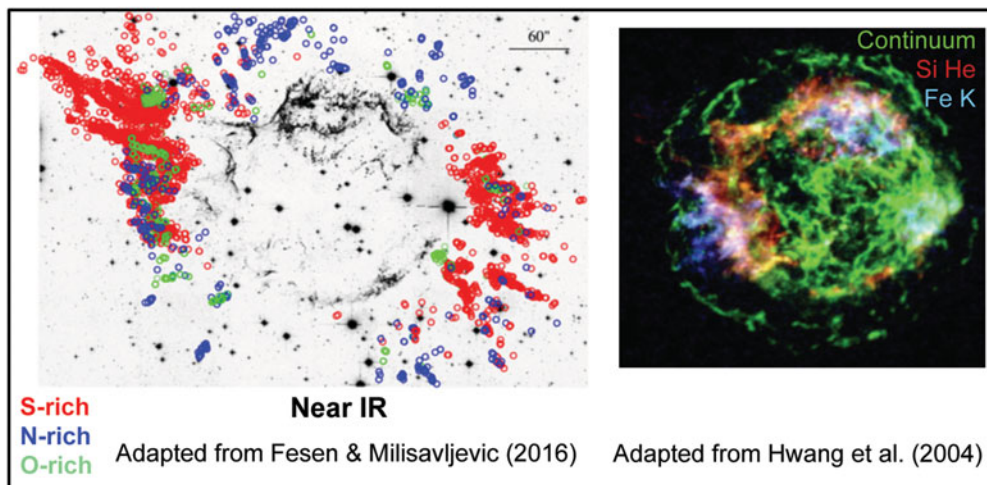 60"
Continuum
Si He
Fe K
S-rich
N-rich
O-rich
Near IR
Adapted from Fesen & Milisavljevic (2016)
Adapted from Hwang et al. (2004)